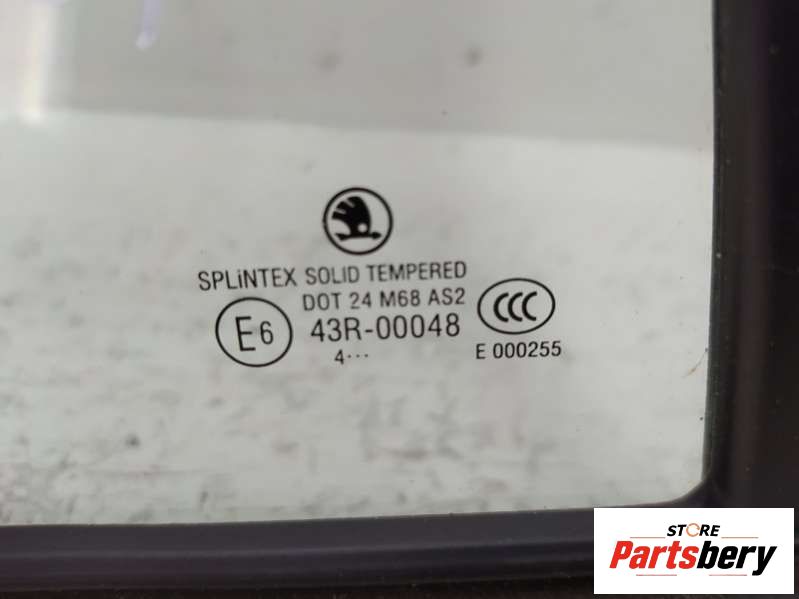 SPLiNTEX SOLID TEMPERED
DOT 24 M68 AS2
E6 43R-00048 CCC
4··· E 000255
STORE
Partsbery